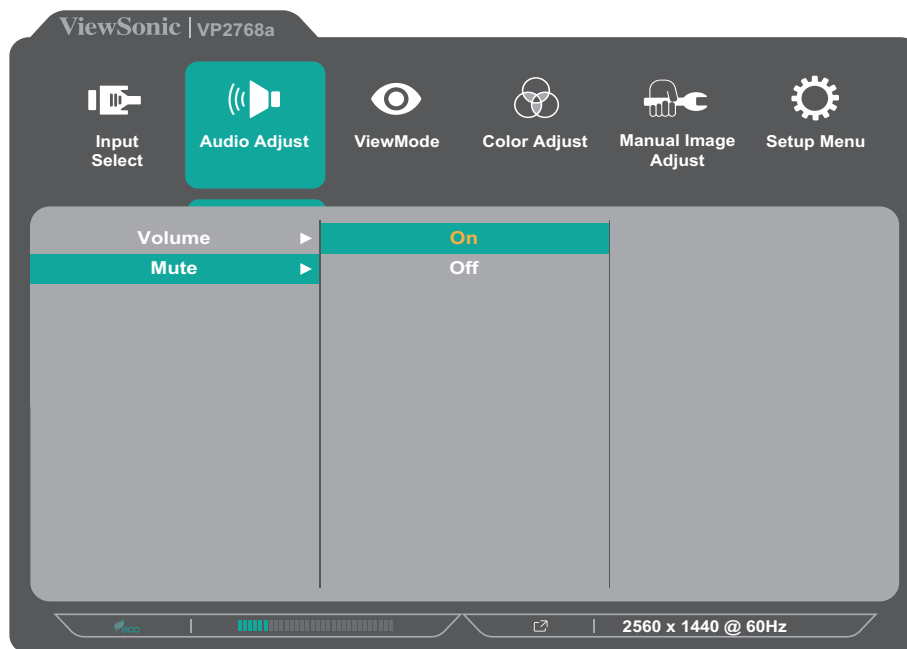 ViewSonic | VP2768a
Input Select
Audio Adjust
ViewMode
Color Adjust
Manual Image Adjust
Setup Menu
Volume
On
Mute
Off
eco
2560 x 1440 @ 60Hz